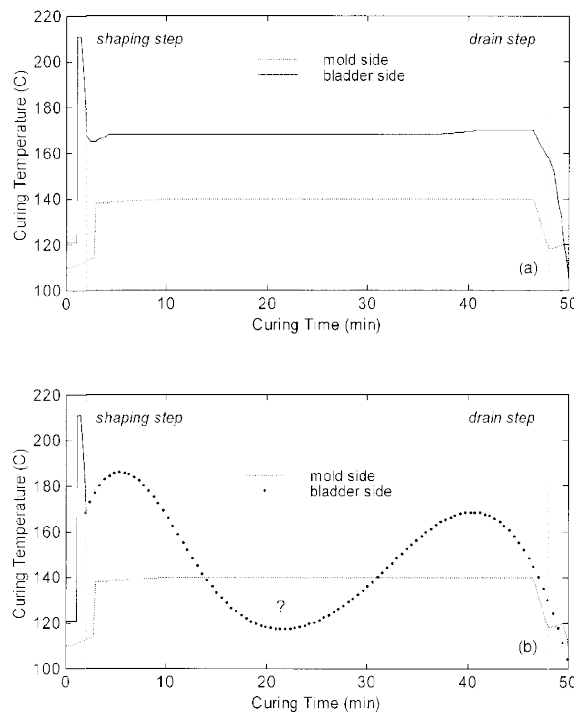 220
shaping step
drain step
200
mold side
bladder side
180
160
140
120
(a)
100
0
10
20
30
40
50
Curing Time (min)
Curing Temperature (C)
220
shaping step
drain step
200
mold side
bladder side
180
160
140
?
120
(b)
100
0
10
20
30
40
50
Curing Time (min)
Curing Temperature (C)